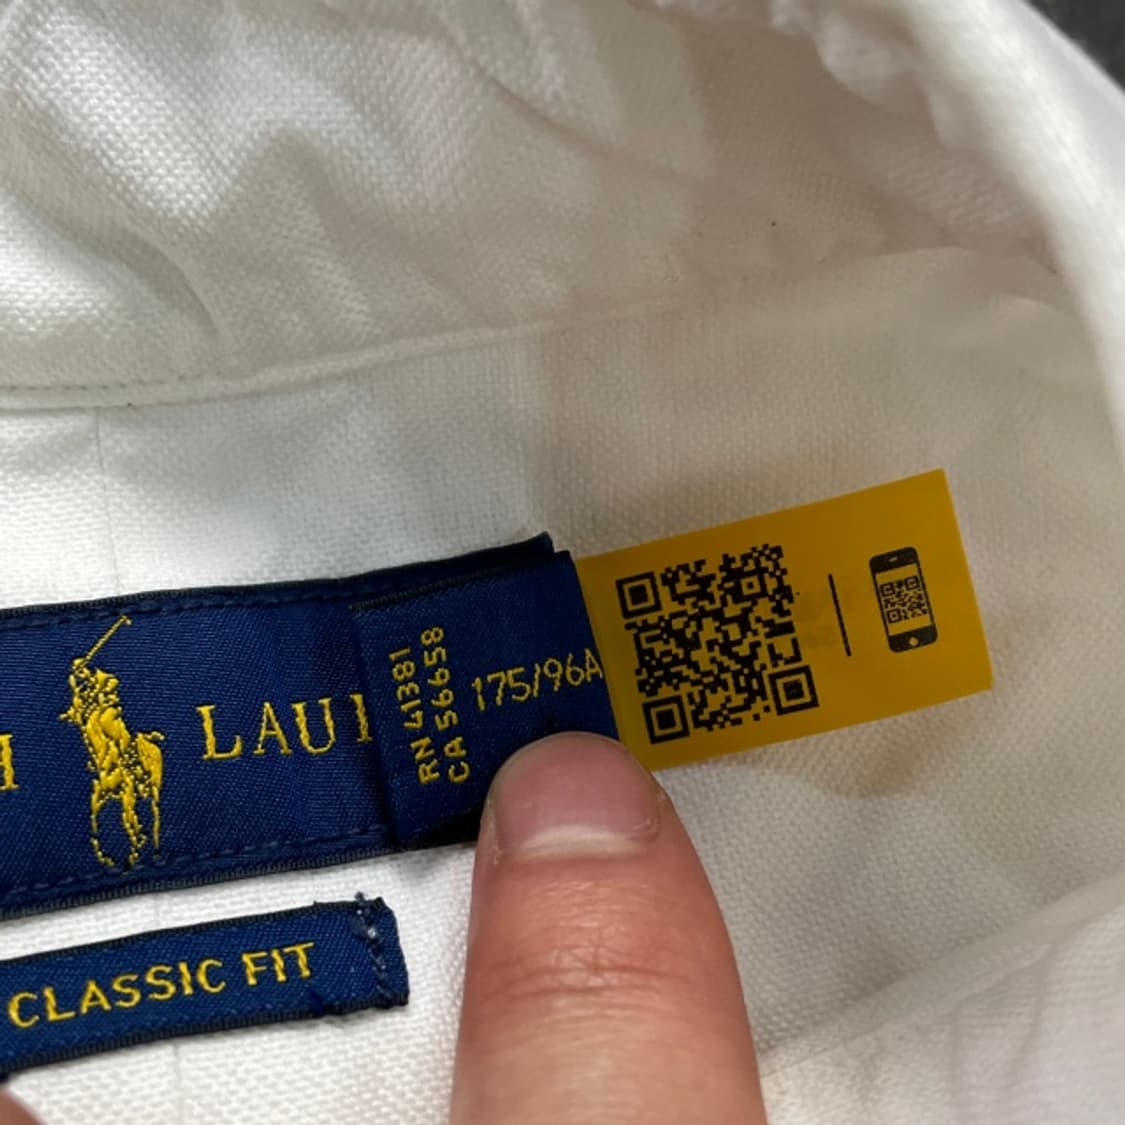 LAU
RN 41381
CA 56658
175/96A
CLASSIC FIT